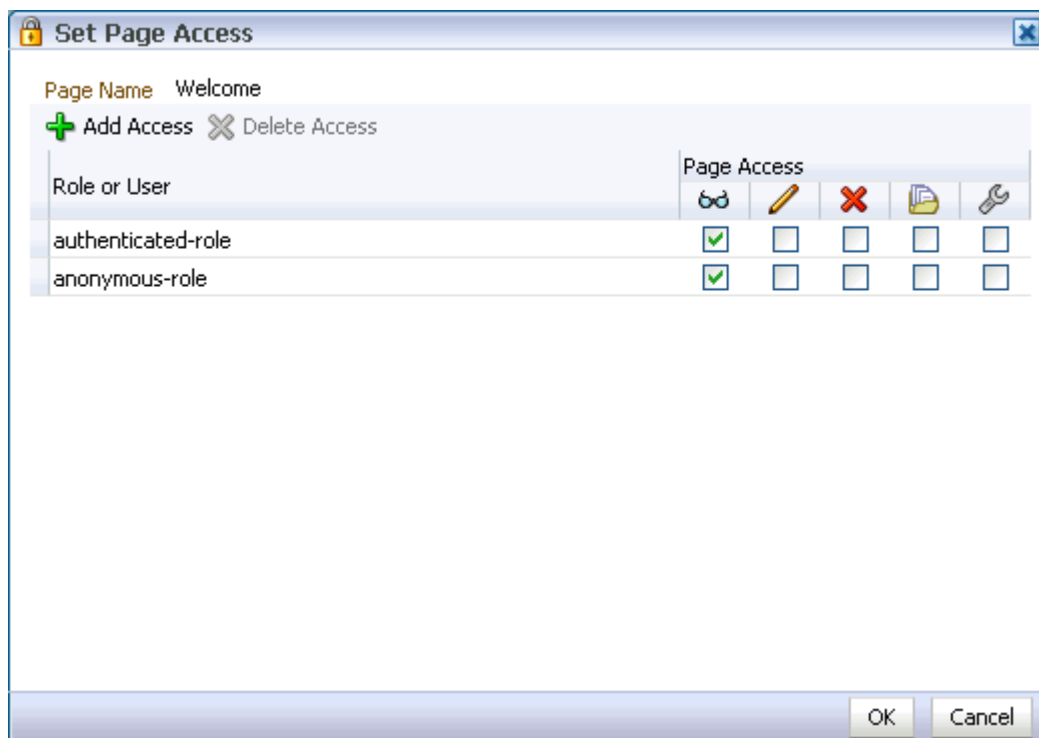 Set Page Access
Page Name Welcome
Add Access Delete Access
Role or User Page Access
authenticated-role
anonymous-role
OK Cancel